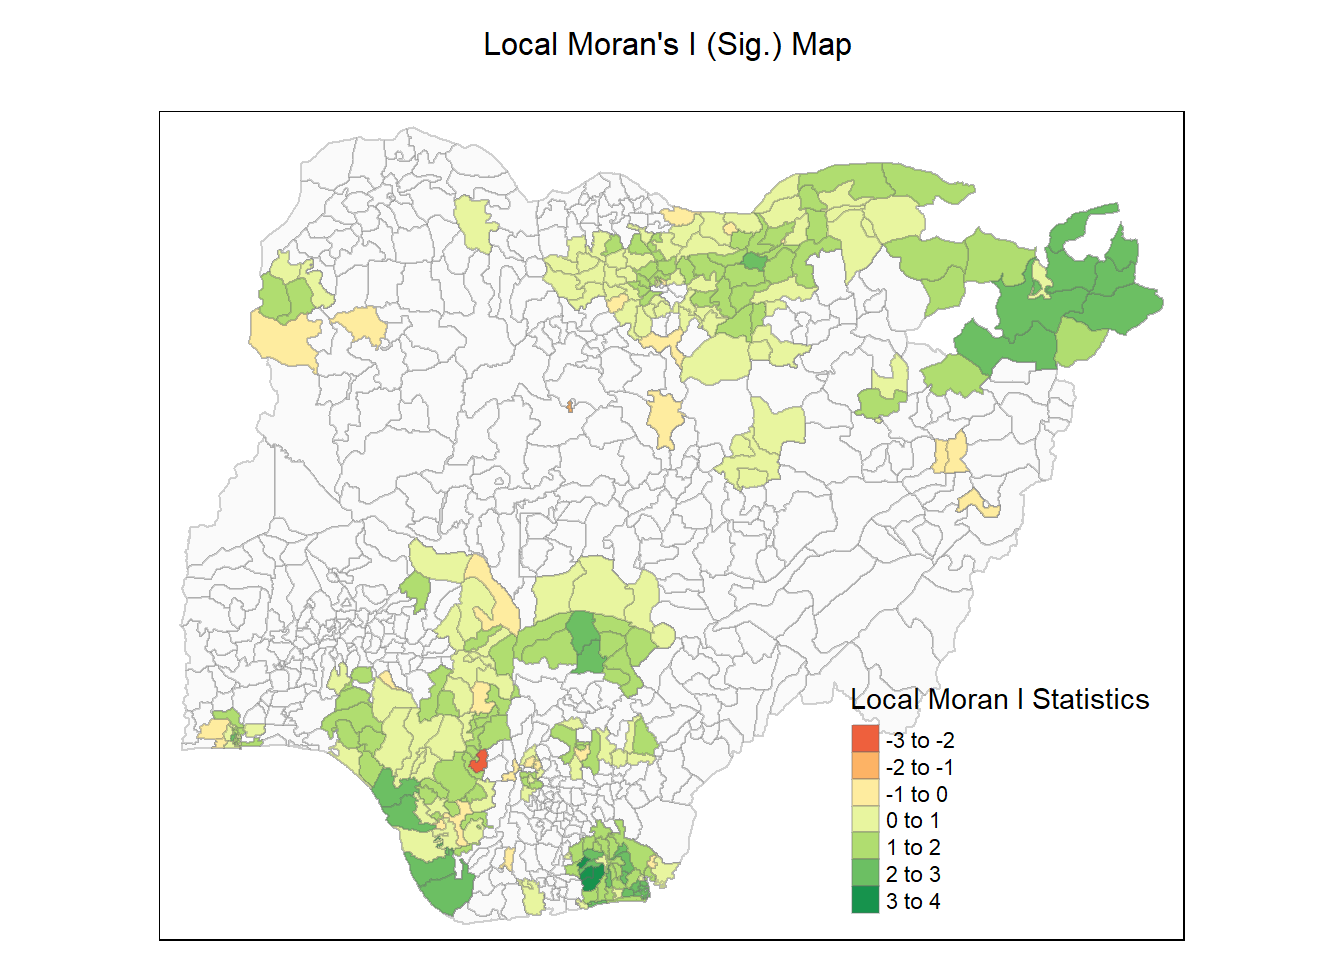 Local Moran's I (Sig.) Map
Local Moran I Statistics
-3 to -2
-2 to -1
-1 to 0
0 to 1
1 to 2
2 to 3
3 to 4